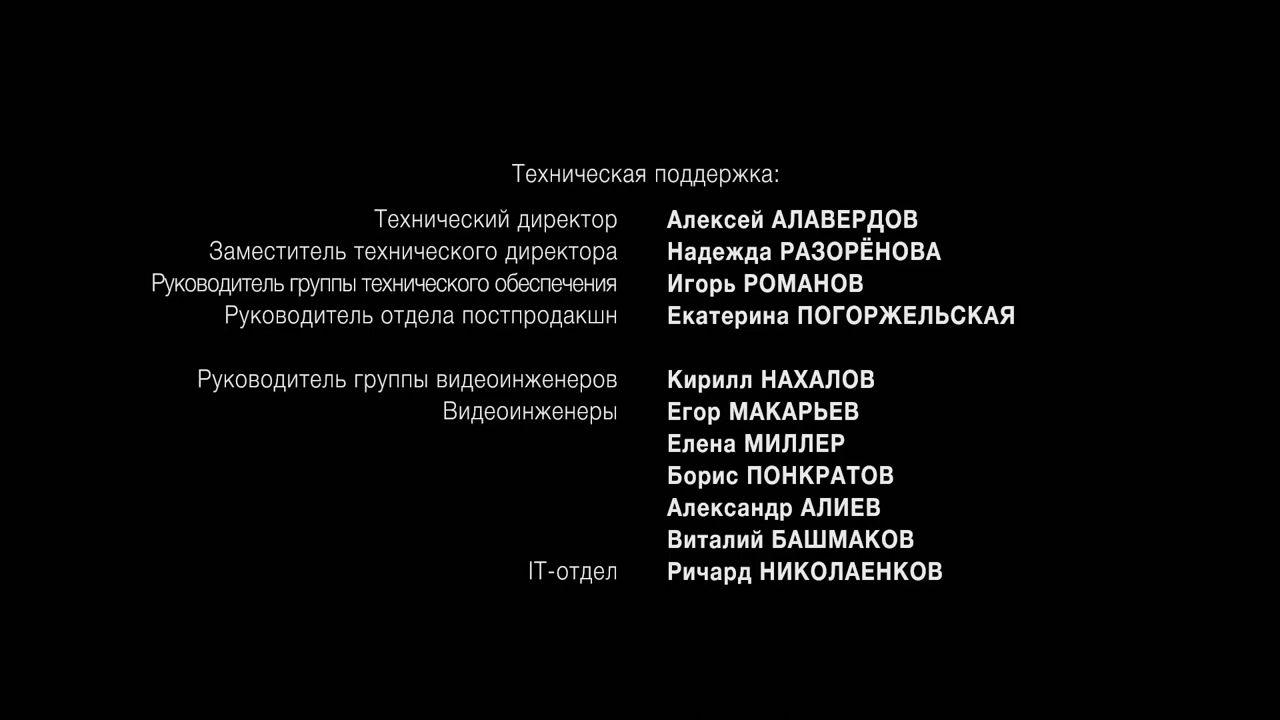 Техническая поддержка:
Технический директор Алексей АЛАВЕРДОВ
Заместитель технического директора Надежда РАЗОРЁНОВА
Руководитель группы технического обеспечения Игорь РОМАНОВ
Руководитель отдела постпродакшн Екатерина ПОГОРЖЕЛЬСКАЯ
Руководитель группы видеоинженеров Кирилл НАХАЛОВ
Видеоинженеры Егор МАКАРЬЕВ
Елена МИЛЛЕР
Борис ПОНКРАТОВ
Александр АЛИЕВ
Виталий БАШМАКОВ
IT-отдел Ричард НИКОЛАЕНКОВ